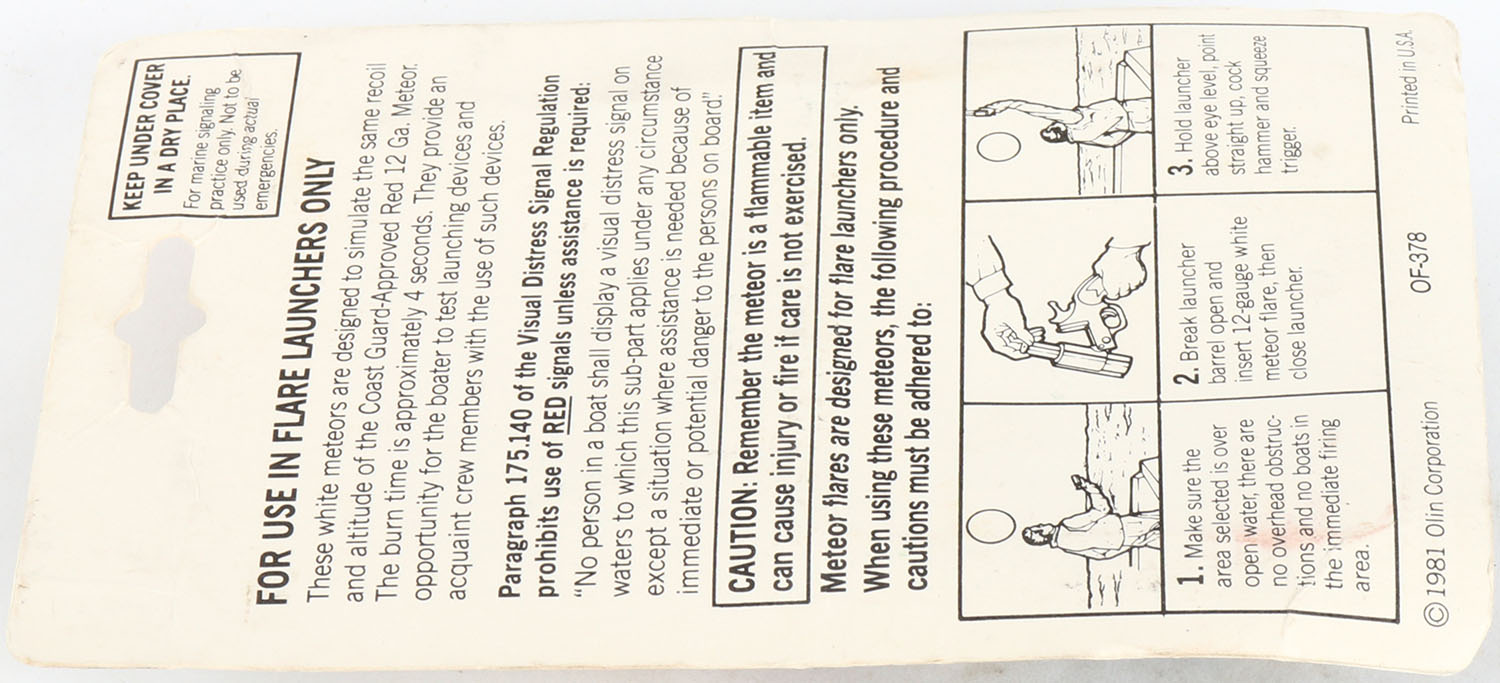 KEEP UNDER COVER
IN A DRY PLACE.
For marine signaling
practice only. Not to be
used during actual
emergencies.
FOR USE IN FLARE LAUNCHERS ONLY
These white meteors are designed to simulate the same recoil
and altitude of the Coast Guard-Approved Red 12 Ga. Meteor.
The burn time is approximately 4 seconds. They provide an
opportunity for the boater to test launching devices and
acquaint crew members with the use of such devices.
Paragraph 175.140 of the Visual Distress Signal Regulation
prohibits use of RED signals unless assistance is required:
“No person in a boat shall display a visual distress signal on
waters to which this sub-part applies under any circumstance
except a situation where assistance is needed because of
immediate or potential danger to the persons on board”.
CAUTION: Remember the meteor is a flammable item and
can cause injury or fire if care is not exercised.
Meteor flares are designed for flare launchers only.
When using these meteors, the following procedure and
cautions must be adhered to:
1. Make sure the
area selected is over
open water, there are
no overhead obstruc-
tions and no boats in
the immediate firing
area.
2. Break launcher
barrel open and
insert 12-gauge white
meteor flare, then
close launcher.
3. Hold launcher
above eye level, point
straight up, cock
hammer and squeeze
trigger.
©1981 Olin Corporation
OF-378
Printed in U.S.A.